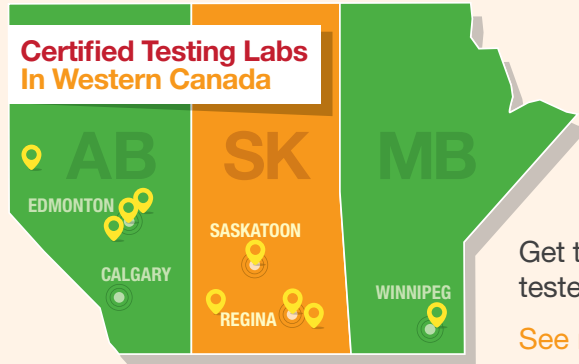 Certified Testing Labs
In Western Canada
AB
SK
MB
EDMONTON
SASKATOON
CALGARY
WINNIPEG
REGINA
Get
teste
See